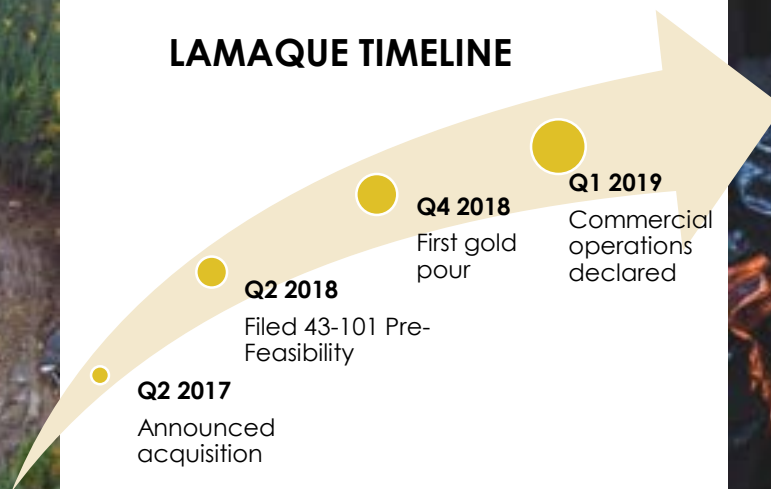 LAMAQUE TIMELINE
Q1 2019
Commercial
operations
declared
Q4 2018
First gold
pour
Q2 2018
Filed 43-101 Pre-
Feasibility
Q2 2017
Announced
acquisition